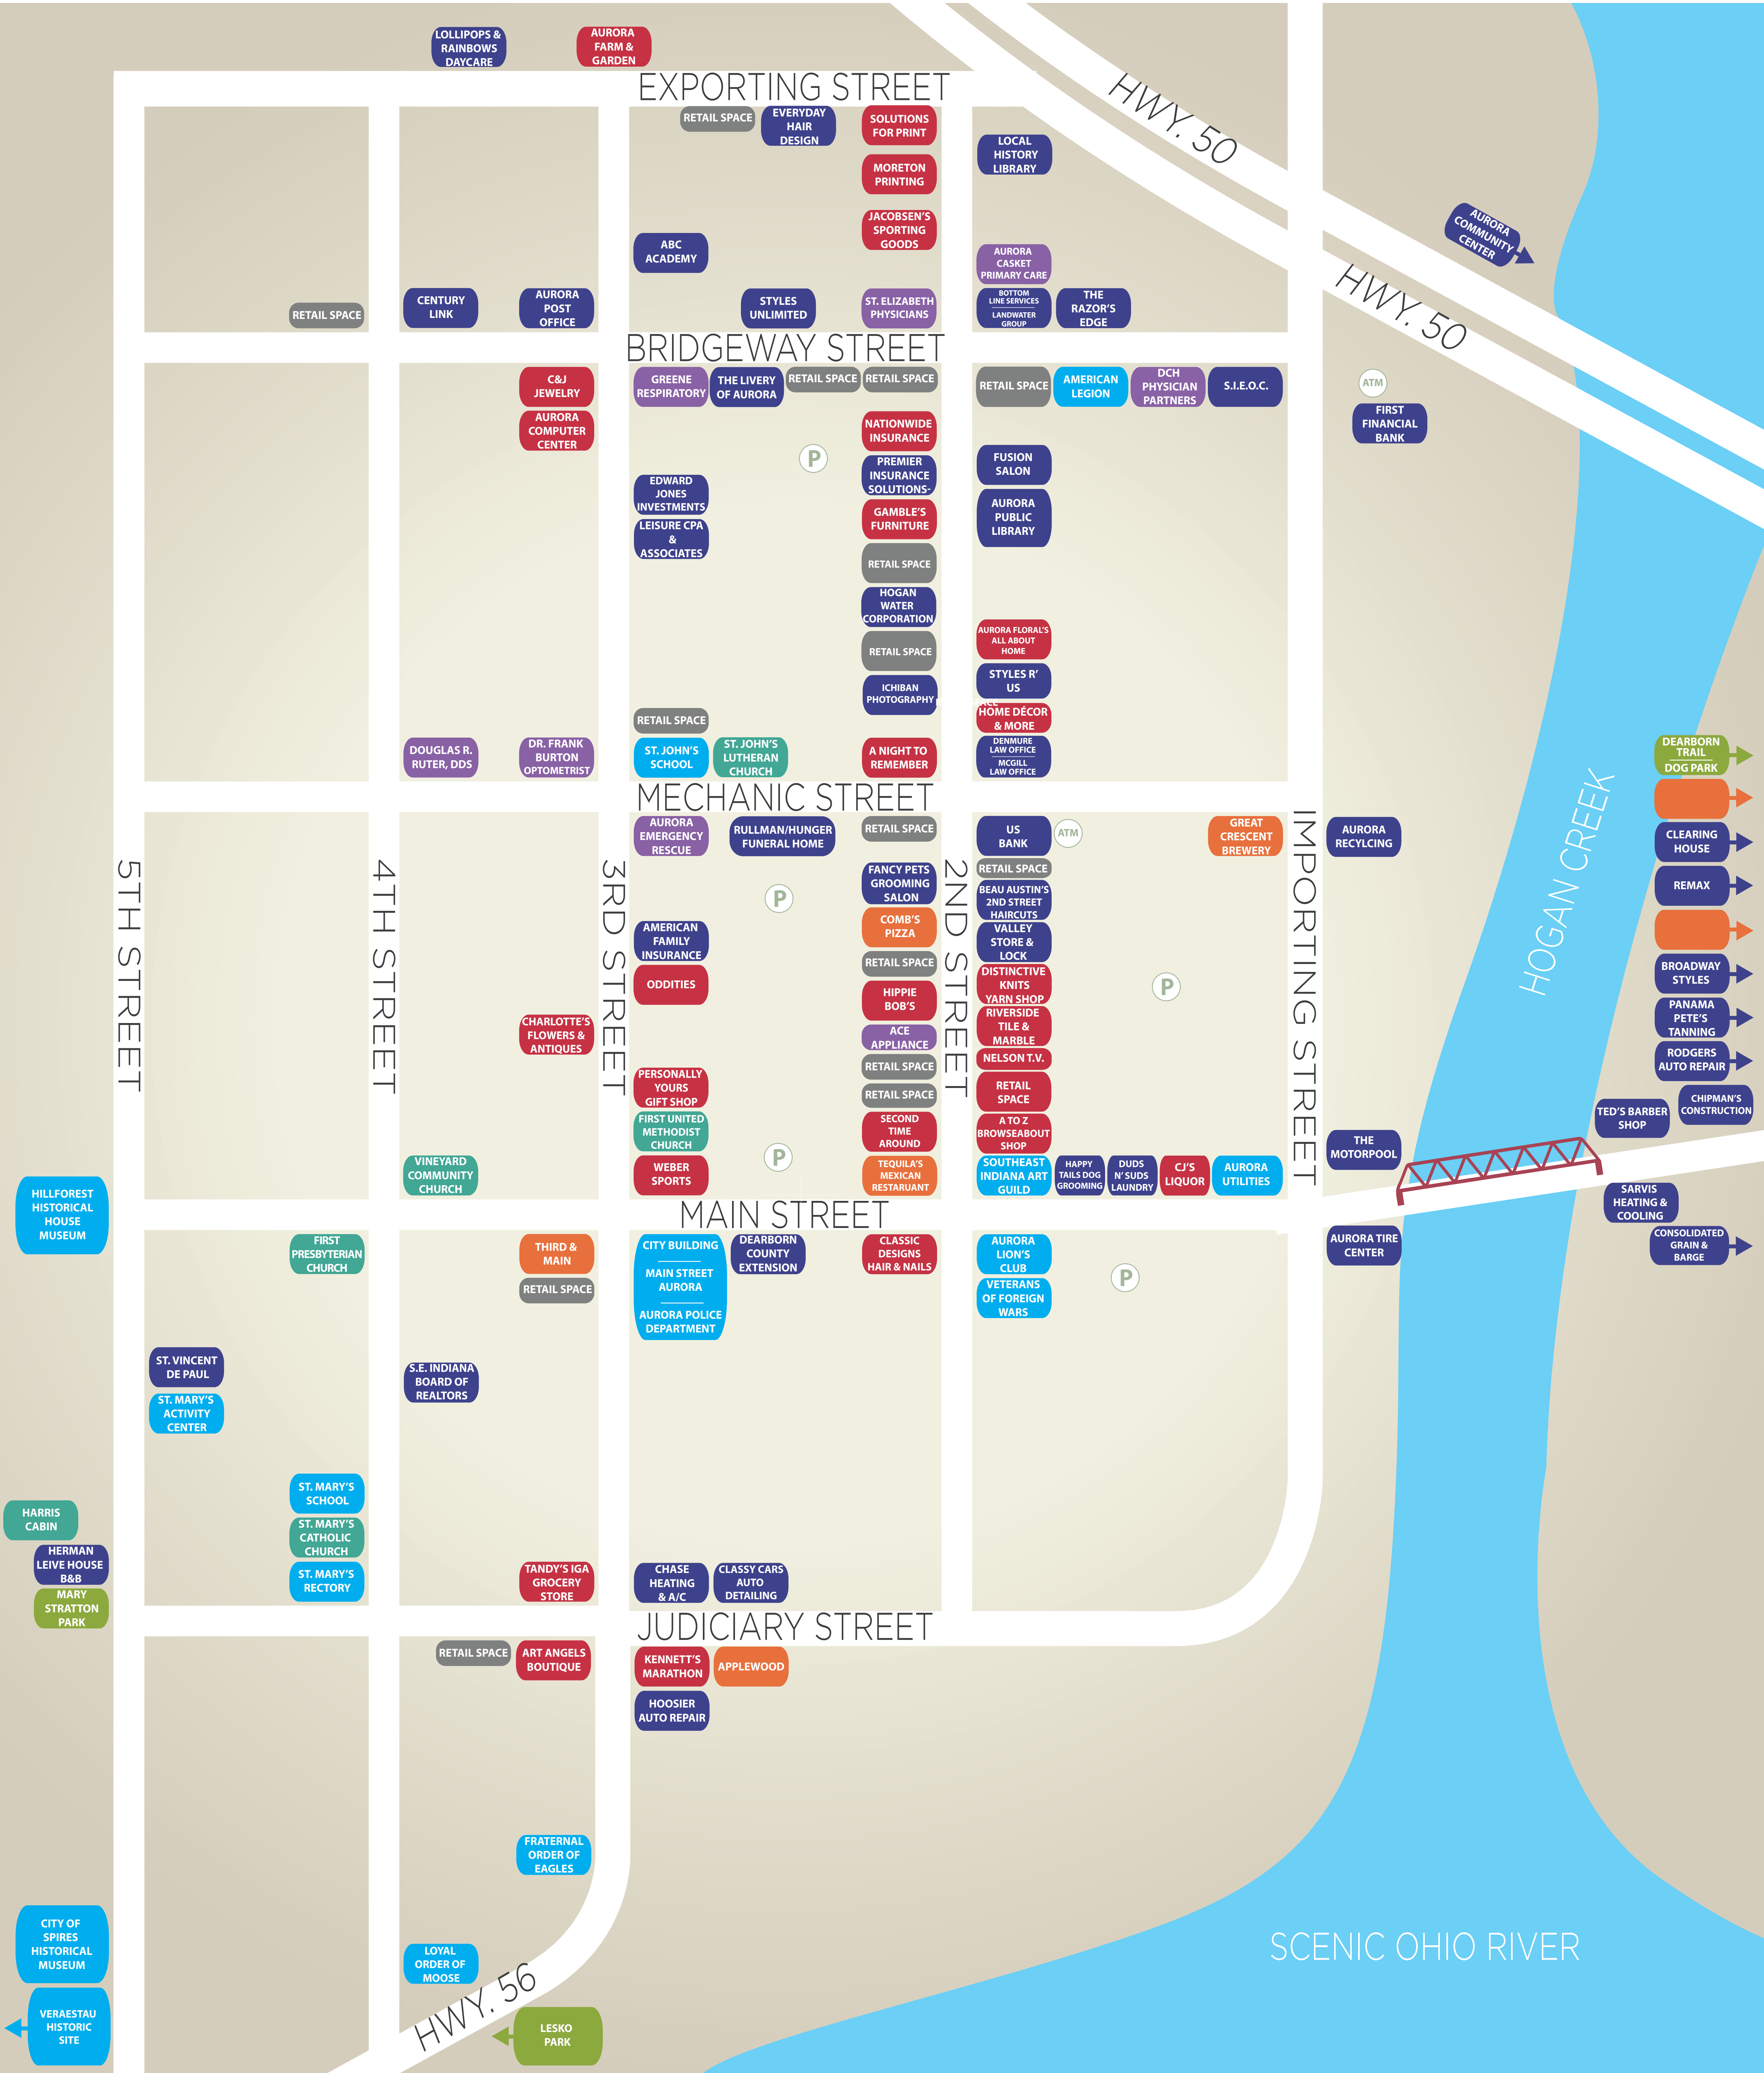 LOLLIPOPS &
RAINBOWS
DAYCARE
AURORA
FARM &
GARDEN
EXPORTING STREET
HWY. 50
HWY. 50
RETAIL SPACE
EVERYDAY
HAIR
DESIGN
SOLUTIONS
FOR PRINT
MORETON
PRINTING
JACOBSEN'S
SPORTING
GOODS
LOCAL
HISTORY
LIBRARY
AURORA
COMMUNITY
CENTER
ABC
ACADEMY
AURORA
CASKET
PRIMARY CARE
RETAIL SPACE
CENTURY
LINK
AURORA
POST
OFFICE
STYLES
UNLIMITED
ST. ELIZABETH
PHYSICIANS
BOTTOM
LINE SERVICES
LANDWATER
GROUP
THE
RAZOR'S
EDGE
BRIDGEWAY STREET
C&J
JEWELRY
AURORA
COMPUTER
CENTER
GREENE
RESPIRATORY
THE LIVERY
OF AURORA
RETAIL SPACE
RETAIL SPACE
RETAIL SPACE
AMERICAN
LEGION
DCH
PHYSICIAN
PARTNERS
S.I.E.O.C.
ATM
FIRST
FINANCIAL
BANK
P
NATIONWIDE
INSURANCE
PREMIER
INSURANCE
SOLUTIONS-
GAMBLE'S
FURNITURE
RETAIL SPACE
HOGAN
WATER
CORPORATION
RETAIL SPACE
ICHIBAN
PHOTOGRAPHY
FUSION
SALON
AURORA
PUBLIC
LIBRARY
EDWARD
JONES
INVESTMENTS
LEISURE CPA
&
ASSOCIATES
AURORA FLORAL'S
ALL ABOUT
HOME
STYLES R'
US
HOME DÉCOR
& MORE
DENMURE
LAW OFFICE
MCGILL
LAW OFFICE
RETAIL SPACE
DOUGLAS R.
RUTER, DDS
DR. FRANK
BURTON
OPTOMETRIST
ST. JOHN'S
SCHOOL
ST. JOHN'S
LUTHERAN
CHURCH
A NIGHT TO
REMEMBER
MECHANIC STREET
5TH STREET
4TH STREET
3RD STREET
2ND STREET
IMPORTING STREET
HOGAN CREEK
AURORA
EMERGENCY
RESCUE
RULLMAN/HUNGER
FUNERAL HOME
RETAIL SPACE
US
BANK
ATM
GREAT
CRESCENT
BREWERY
AURORA
RECYLCING
P
FANCY PETS
GROOMING
SALON
COMB'S
PIZZA
RETAIL SPACE
HIPPIE
BOB'S
ACE
APPLIANCE
RETAIL SPACE
RETAIL SPACE
SECOND
TIME
AROUND
TEQUILA'S
MEXICAN
RESTARUANT
RETAIL SPACE
BEAU AUSTIN'S
2ND STREET
HAIRCUTS
VALLEY
STORE &
LOCK
DISTINCTIVE
KNITS
YARN SHOP
RIVERSIDE
TILE &
MARBLE
NELSON T.V.
RETAIL
SPACE
A TO Z
BROWSEABOUT
SHOP
SOUTHEAST
INDIANA ART
GUILD
HAPPY
TAILS DOG
GROOMING
DUDS
N' SUDS
LAUNDRY
CJ'S
LIQUOR
AURORA
UTILITIES
P
AMERICAN
FAMILY
INSURANCE
ODDITIES
CHARLOTTE'S
FLOWERS &
ANTIQUES
PERSONALLY
YOURS
GIFT SHOP
FIRST UNITED
METHODIST
CHURCH
WEBER
SPORTS
P
VINEYARD
COMMUNITY
CHURCH
DEARBORN
TRAIL
DOG PARK
CLEARING
HOUSE
REMAX
BROADWAY
STYLES
PANAMA
PETE'S
TANNING
RODGERS
AUTO REPAIR
CHIPMAN'S
CONSTRUCTION
TED'S BARBER
SHOP
THE
MOTORPOOL
SARVIS
HEATING &
COOLING
CONSOLIDATED
GRAIN &
BARGE
AURORA TIRE
CENTER
MAIN STREET
HILLFOREST
HISTORICAL
HOUSE
MUSEUM
FIRST
PRESBYTERIAN
CHURCH
THIRD &
MAIN
RETAIL SPACE
CITY BUILDING
MAIN STREET
AURORA
AURORA POLICE
DEPARTMENT
DEARBORN
COUNTY
EXTENSION
CLASSIC
DESIGNS
HAIR & NAILS
AURORA
LION'S
CLUB
VETERANS
OF FOREIGN
WARS
P
ST. VINCENT
DE PAUL
ST. MARY'S
ACTIVITY
CENTER
S.E. INDIANA
BOARD OF
REALTORS
ST. MARY'S
SCHOOL
ST. MARY'S
CATHOLIC
CHURCH
ST. MARY'S
RECTORY
HARRIS
CABIN
HERMAN
LEIVE HOUSE
B&B
MARY
STRATTON
PARK
TANDY'S IGA
GROCERY
STORE
CHASE
HEATING
& A/C
CLASSY CARS
AUTO
DETAILING
JUDICIARY STREET
RETAIL SPACE
ART ANGELS
BOUTIQUE
KENNETT'S
MARATHON
APPLEWOOD
HOOSIER
AUTO REPAIR
FRATERNAL
ORDER OF
EAGLES
CITY OF
SPIRES
HISTORICAL
MUSEUM
LOYAL
ORDER OF
MOOSE
HWY. 56
VERAESTAU
HISTORIC
SITE
LESKO
PARK
SCENIC OHIO RIVER